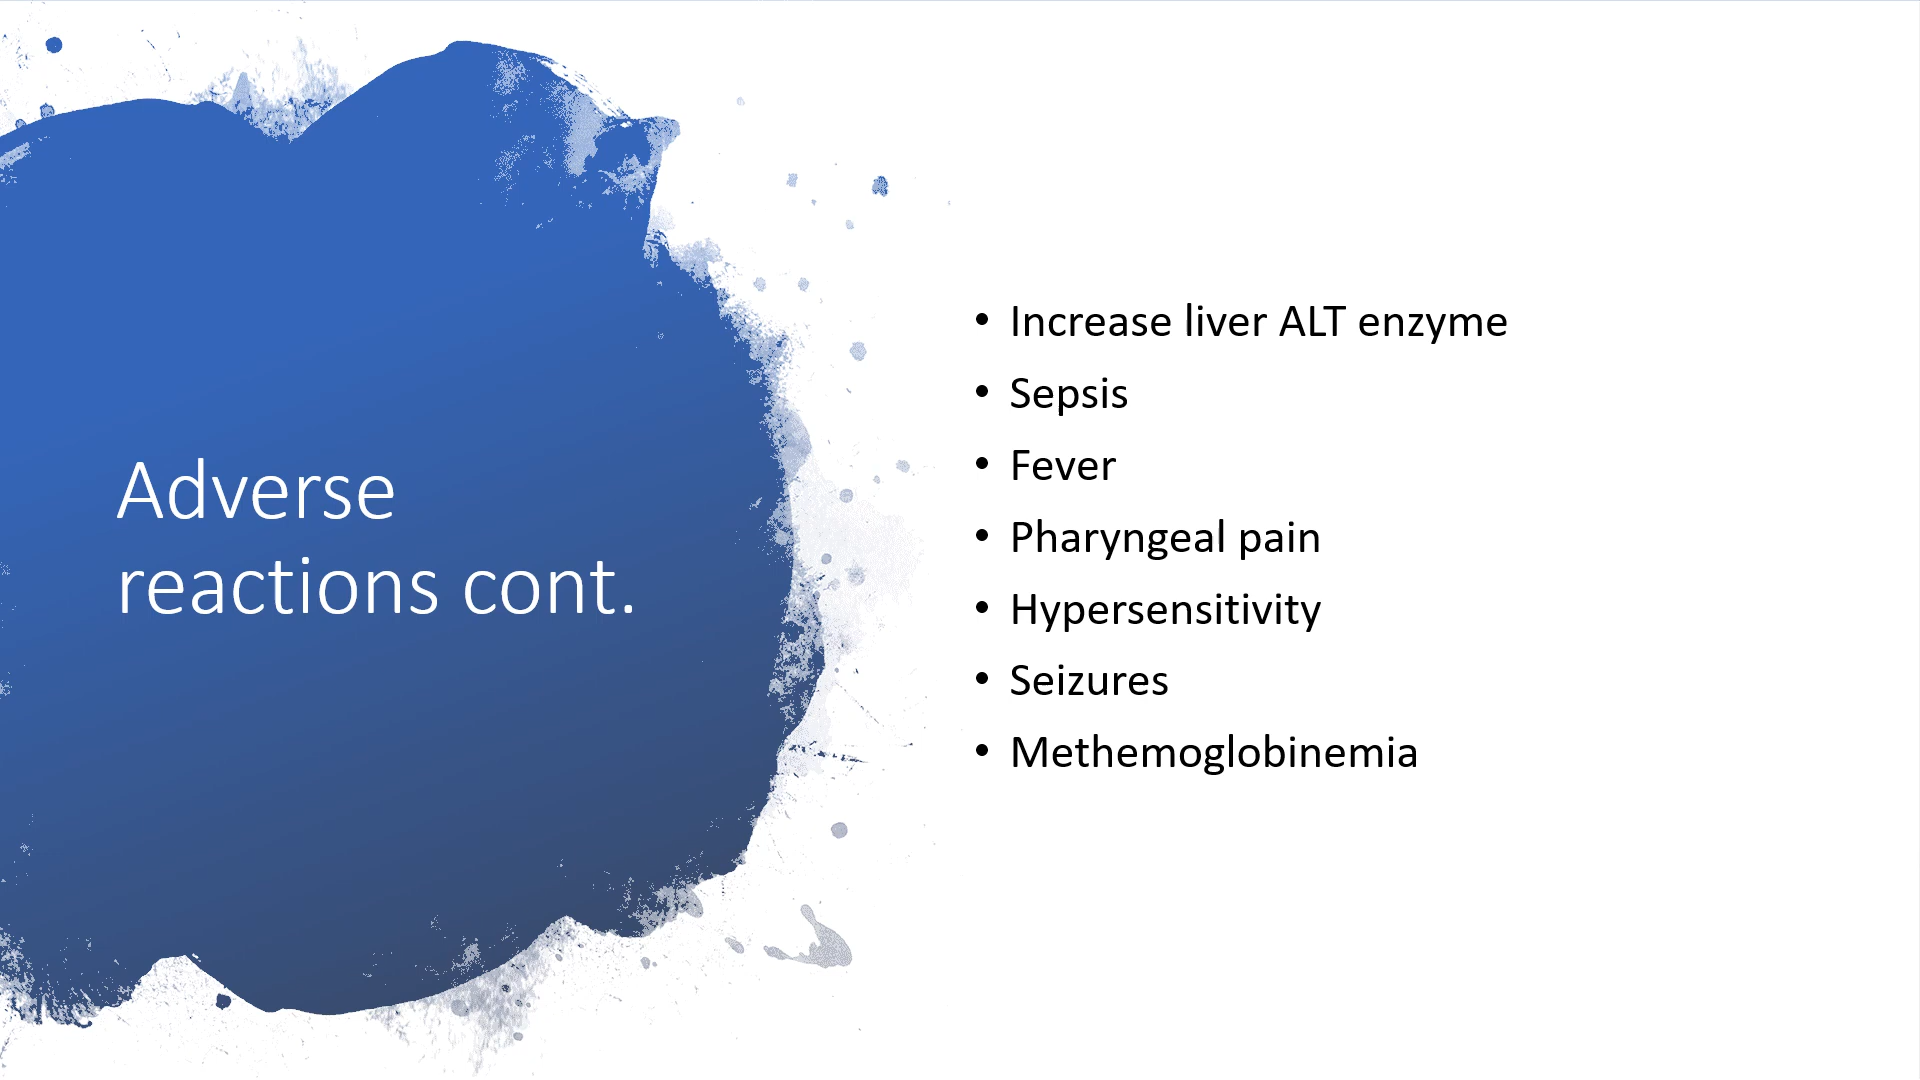 Adverse
reactions cont.
• Increase liver ALT enzyme
• Sepsis
• Fever
• Pharyngeal pain
• Hypersensitivity
• Seizures
• Methemoglobinemia